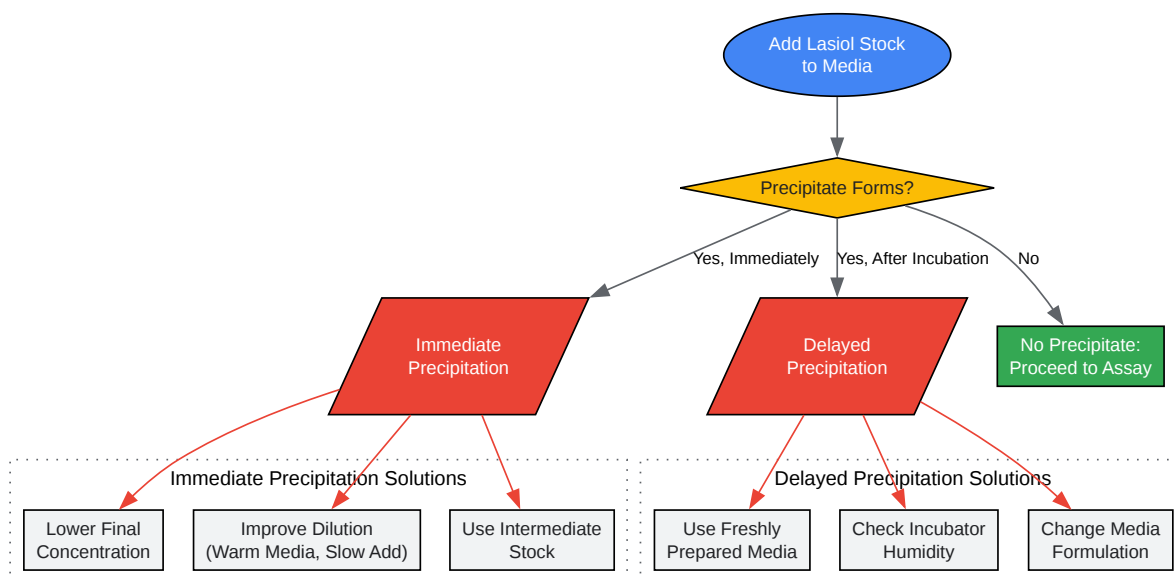 Add Lasiol Stock
to Media
Precipitate Forms?
Yes, Immediately
Yes, After Incubation
No
Immediate
Precipitation
Delayed
Precipitation
No Precipitate:
Proceed to Assay
Immediate Precipitation Solutions
Delayed Precipitation Solutions
Lower Final
Concentration
Improve Dilution
(Warm Media, Slow Add)
Use Intermediate
Stock
Use Freshly
Prepared Media
Check Incubator
Humidity
Change Media
Formulation